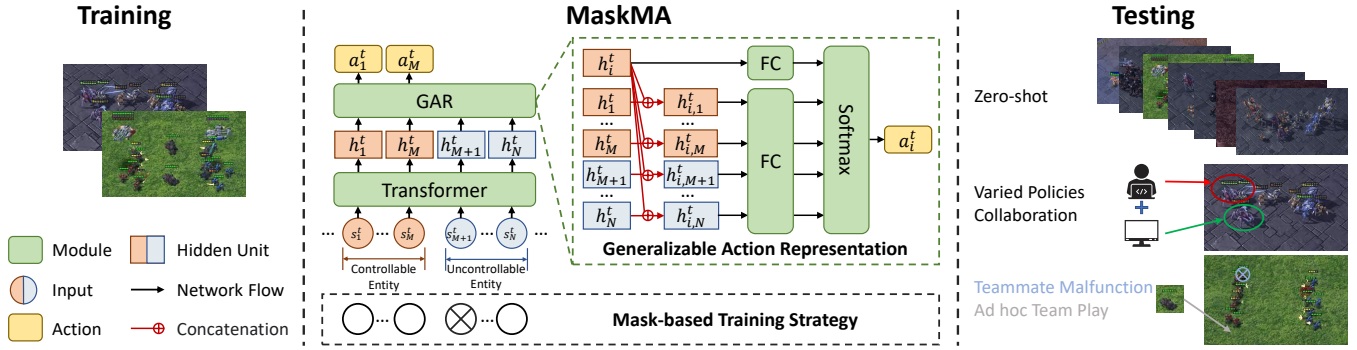 Training
MaskMA
Testing
$a_1^t$ $a_M^t$
GAR
$h_1^t$ $h_M^t$ $h_{M+1}^t$ $h_N^t$
Transformer
... $s_1^t$ ... $s_M^t$ ... $s_{M+1}^t$ ... $s_N^t$ ...
Controllable
Entity
Uncontrollable
Entity
$h_i^t$ FC
$h_1^t$ $h_{i,1}^t$
... ...
$h_M^t$ $h_{i,M}^t$
$h_{M+1}^t$ $h_{i,M+1}^t$
... ...
$h_N^t$ $h_{i,N}^t$
FC
Softmax
$a_i^t$
Generalizable Action Representation
... ...
Mask-based Training Strategy
Module
Hidden Unit
Input
Network Flow
Action
Concatenation
Zero-shot
Varied Policies
Collaboration
Teammate Malfunction
Ad hoc Team Play